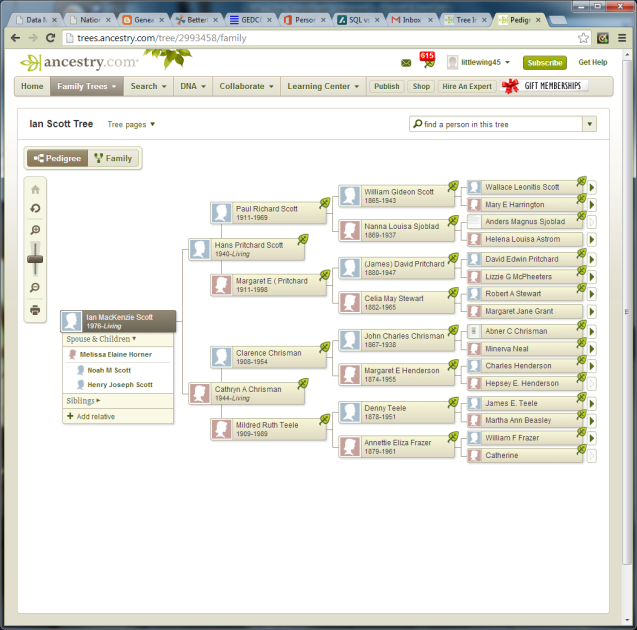 Data M
Nation
Genea
Better
GEDCO
Person
SQL v
Inbox
Tree In
Pedigr
trees.ancestry.com/tree/2993458/family
ancestry.com
615
littlewing45
Subscribe
Get Help
Home
Family Trees
Search
DNA
Collaborate
Learning Center
Publish
Shop
Hire An Expert
GIFT MEMBERSHIPS
Ian Scott Tree
Tree pages
find a person in this tree
Pedigree
Family
Ian MacKenzie Scott
1976-Living
Spouse & Children
Melissa Elaine Horner
Noah M Scott
Henry Joseph Scott
Siblings
Add relative
Hans Pritchard Scott
1940-Living
Cathryn A Chrisman
1944-Living
Paul Richard Scott
1911-1969
Margaret E ( Pritchard
1911-1998
Clarence Chrisman
1908-1954
Mildred Ruth Teele
1909-1989
William Gideon Scott
1865-1943
Nanna Louisa Sjoblad
1869-1937
(James) David Pritchard
1880-1947
Celia May Stewart
1882-1965
John Charles Chrisman
1867-1938
Margaret E Henderson
1874-1955
Denny Teele
1878-1951
Annettie Eliza Frazer
1879-1961
Wallace Leonitis Scott
Mary E Harrington
Anders Magnus Sjoblad
Helena Louisa Astrom
David Edwin Pritchard
Lizzie G McPheeters
Robert A Stewart
Margaret Jane Grant
Abner C Chrisman
Minerva Neal
Charles Henderson
Hepsey E. Henderson
James E. Teele
Martha Ann Beasley
William F Frazer
Catherine